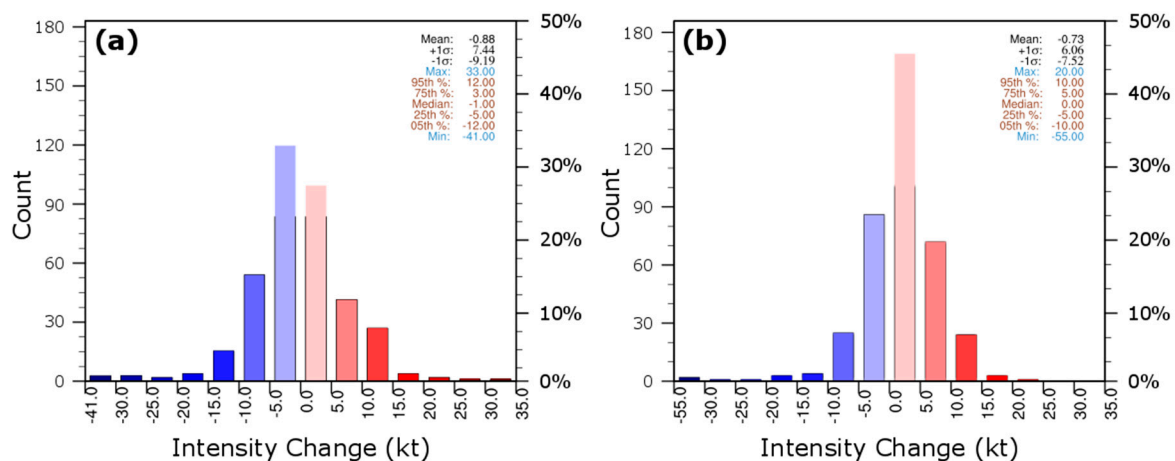 (a)
Mean: -0.88
+1σ: 7.44
-1σ: -9.19
Max: 33.00
95th %: 12.00
75th %: 3.00
Median: -1.00
25th %: -5.00
05th %: -12.00
Min: -41.00
180
150
120
90
60
30
0
Count
50%
40%
30%
20%
10%
0%
-41.0
-30.0
-25.0
-20.0
-15.0
-10.0
-5.0
0.0
5.0
10.0
15.0
20.0
25.0
30.0
35.0
Intensity Change (kt)
(b)
Mean: -0.73
+1σ: 6.06
-1σ: -7.52
Max: 20.00
95th %: 10.00
75th %: 5.00
Median: 0.00
25th %: -5.00
05th %: -10.00
Min: -55.00
180
150
120
90
60
30
0
Count
50%
40%
30%
20%
10%
0%
-55.0
-30.0
-25.0
-20.0
-15.0
-10.0
-5.0
0.0
5.0
10.0
15.0
20.0
25.0
30.0
35.0
Intensity Change (kt)